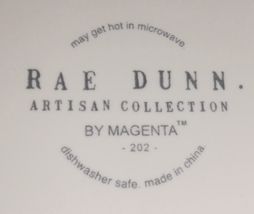 may get hot in microwave.
RAE DUNN.
ARTISAN COLLECTION
BY MAGENTA™
- 202 -
dishwasher safe. made in china.